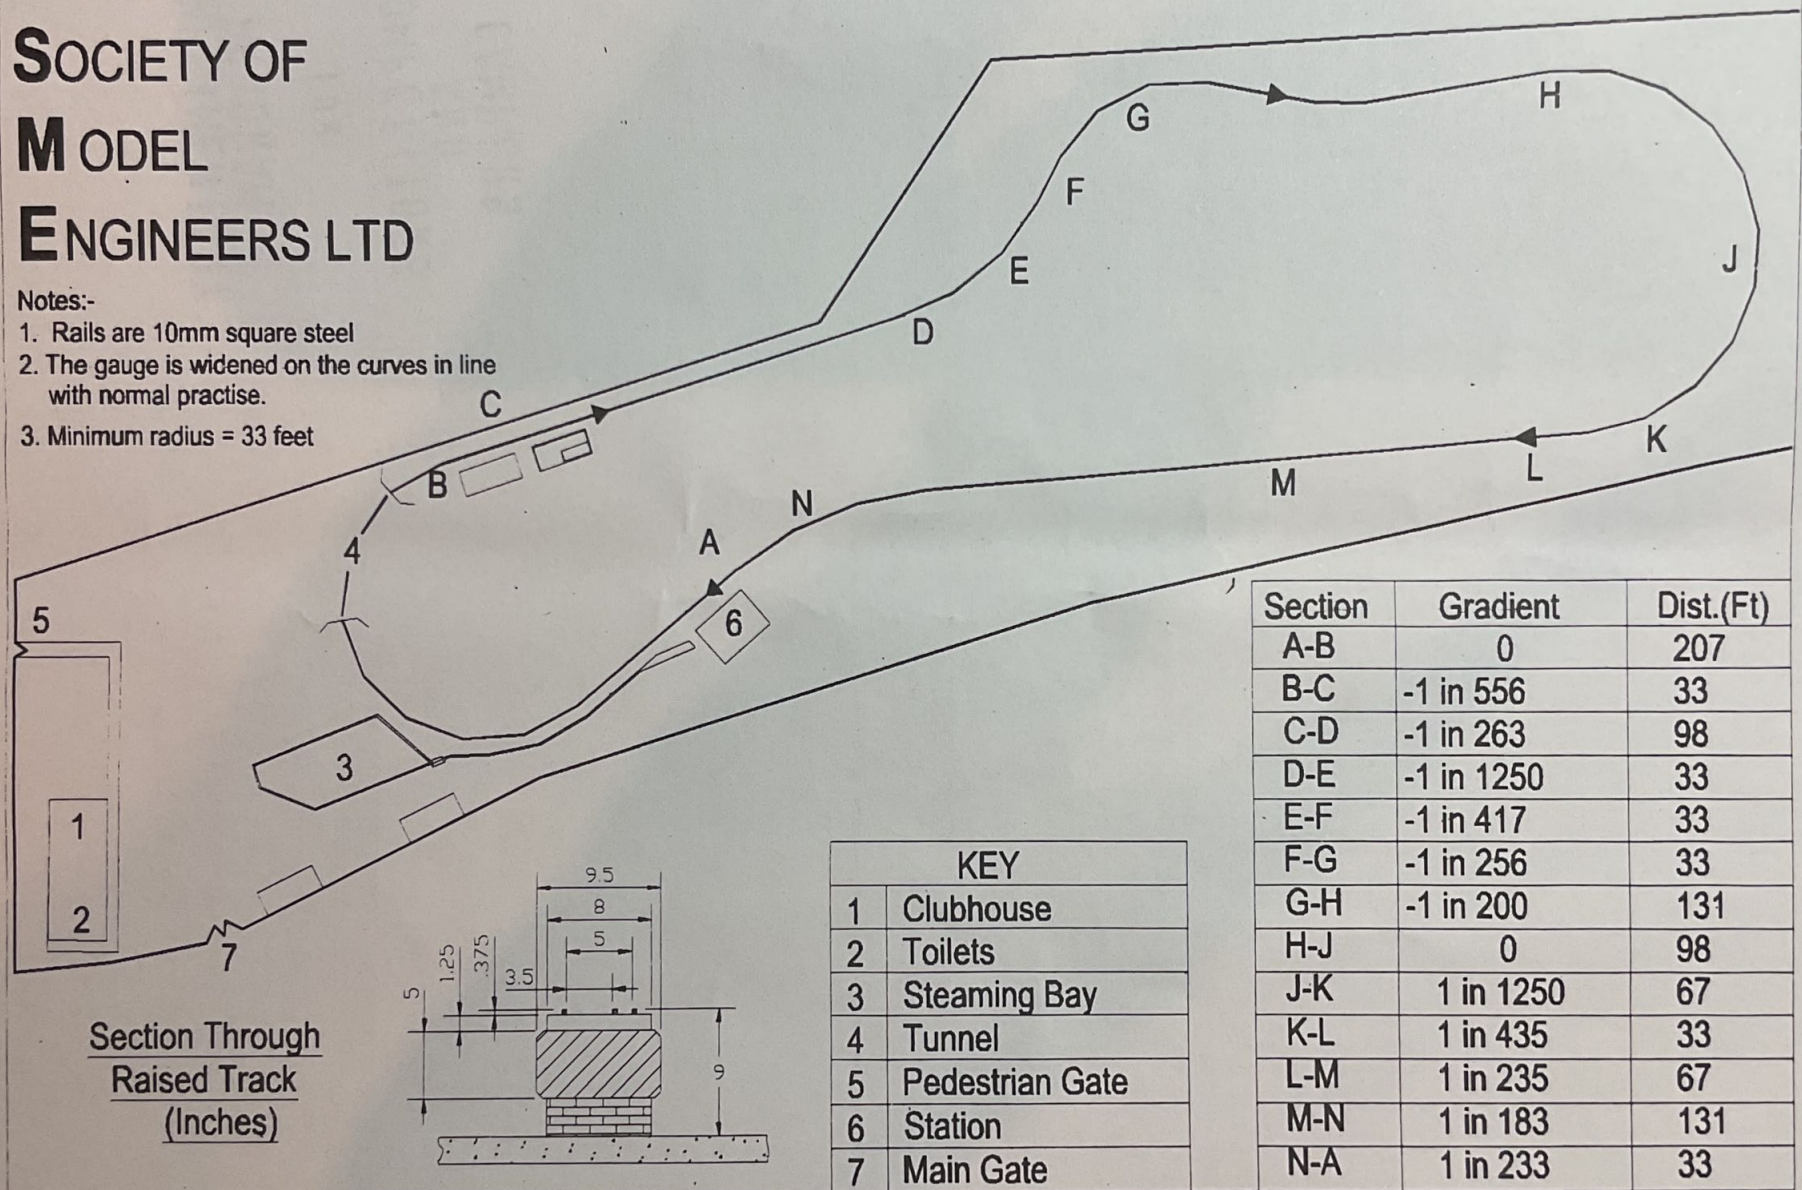 SOCIETY OF
MODEL
ENGINEERS LTD
Notes:-
1. Rails are 10mm square steel
2. The gauge is widened on the curves in line
with normal practise.
3. Minimum radius = 33 feet
A
B
C
D
E
F
G
H
J
K
L
M
N
4
5
6
3
1
2
7
Section Through
Raised Track
(Inches)
9.5
8
5
3.5
.375
1.25
5
9
KEY
1 Clubhouse
2 Toilets
3 Steaming Bay
4 Tunnel
5 Pedestrian Gate
6 Station
7 Main Gate
Section Gradient Dist.(Ft)
A-B 0 207
B-C -1 in 556 33
C-D -1 in 263 98
D-E -1 in 1250 33
E-F -1 in 417 33
F-G -1 in 256 33
G-H -1 in 200 131
H-J 0 98
J-K 1 in 1250 67
K-L 1 in 435 33
L-M 1 in 235 67
M-N 1 in 183 131
N-A 1 in 233 33